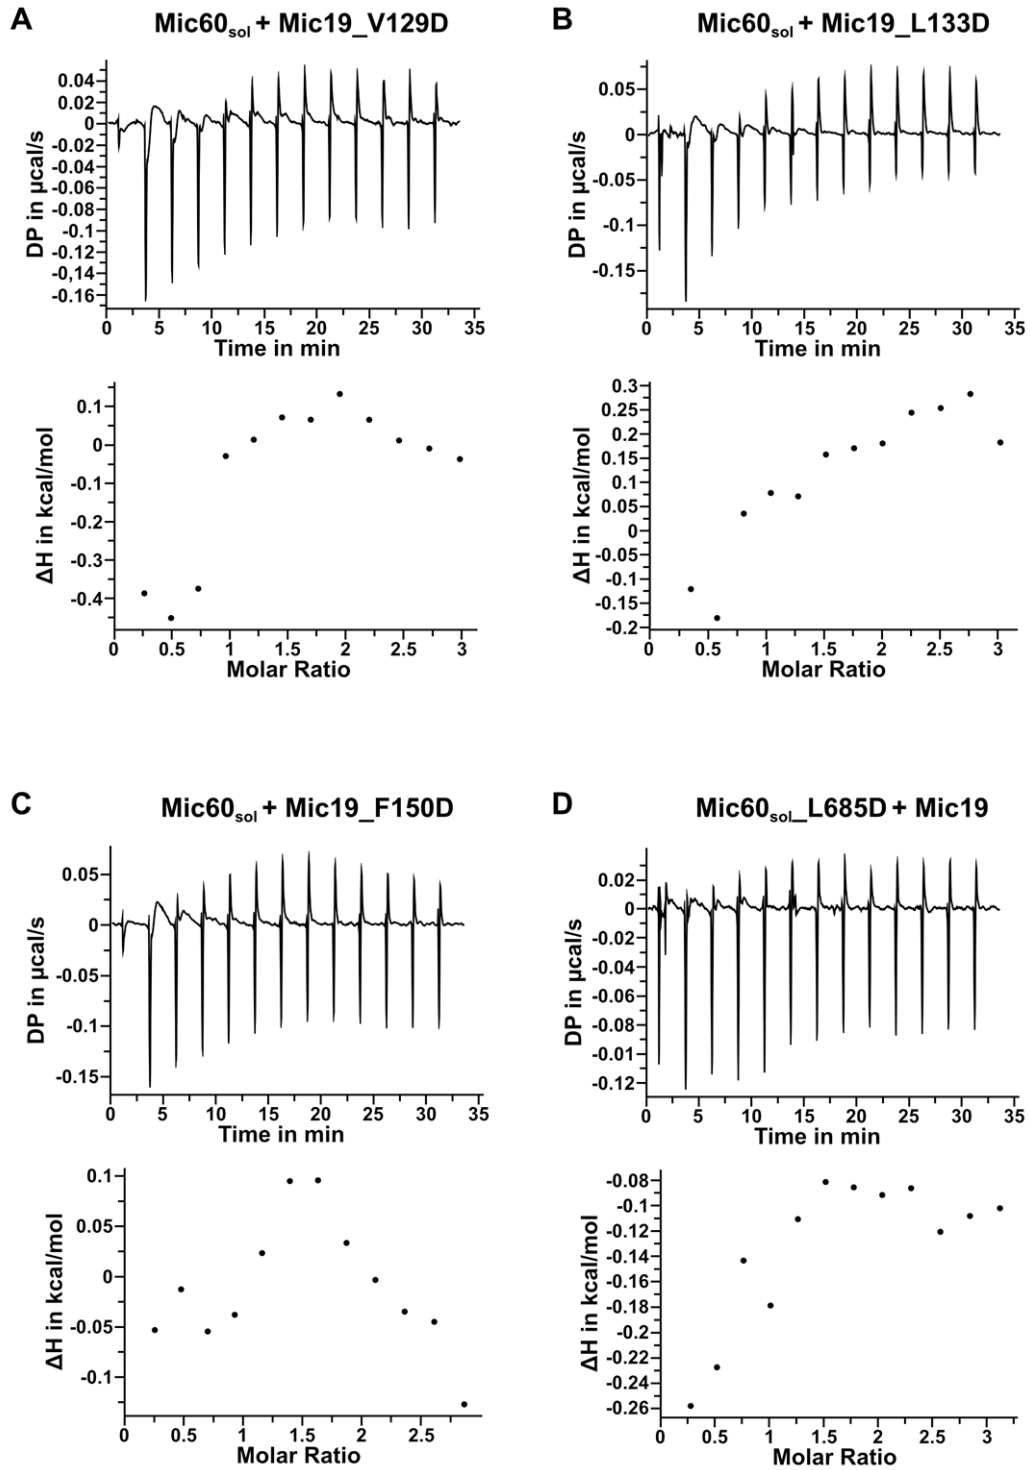 A
Mic60sol + Mic19_V129D
0.04
0.02
0
-0.02
-0.04
-0.06
-0.08
-0.1
-0.12
-0,14
-0.16
DP in µcal/s
0 5 10 15 20 25 30 35
Time in min
0.1
0
-0.1
-0.2
-0.3
-0.4
ΔH in kcal/mol
0 0.5 1 1.5 2 2.5 3
Molar Ratio
B
Mic60sol + Mic19_L133D
0.05
0
-0.05
-0.1
-0.15
DP in µcal/s
0 5 10 15 20 25 30 35
Time in min
0.3
0.25
0.2
0.15
0.1
0.05
0
-0.05
-0.1
-0.15
-0.2
ΔH in kcal/mol
0 0.5 1 1.5 2 2.5 3
Molar Ratio
C
Mic60sol + Mic19_F150D
0.05
0
-0.05
-0.1
-0.15
DP in µcal/s
0 5 10 15 20 25 30 35
Time in min
0.1
0.05
0
-0.05
-0.1
ΔH in kcal/mol
0 0.5 1 1.5 2 2.5
Molar Ratio
D
Mic60sol_L685D + Mic19
0.02
0
-0.02
-0.04
-0.06
-0.08
-0.01
-0.12
DP in µcal/s
0 5 10 15 20 25 30 35
Time in min
-0.08
-0.1
-0.12
-0.14
-0.16
-0.18
-0.2
-0.22
-0.24
-0.26
ΔH in kcal/mol
0 0.5 1 1.5 2 2.5 3
Molar Ratio